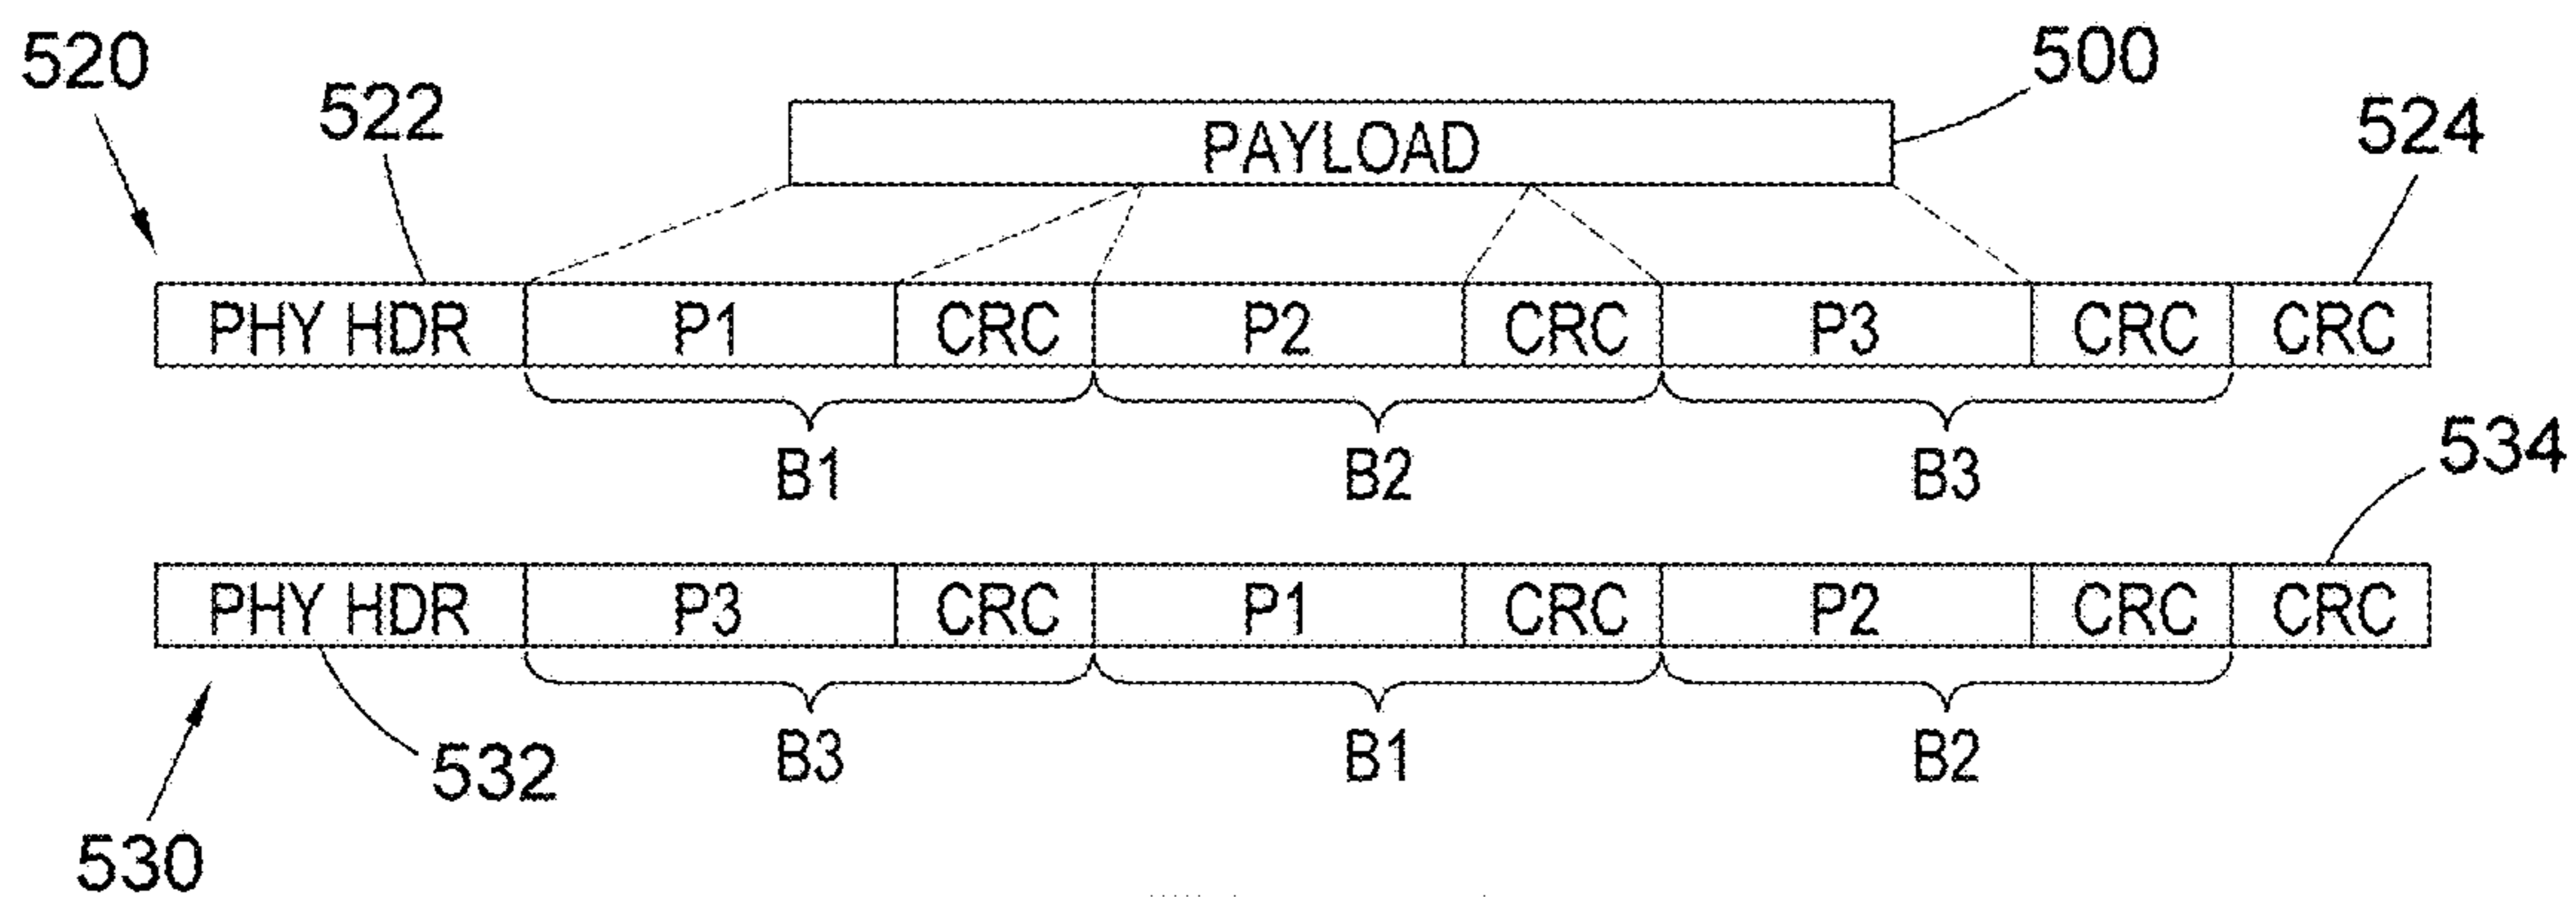 520 522 500 524
PAYLOAD
PHY HDR P1 CRC P2 CRC P3 CRC CRC
B1 B2 B3 534
PHY HDR P3 CRC P1 CRC P2 CRC CRC
532 B3 B1 B2
530